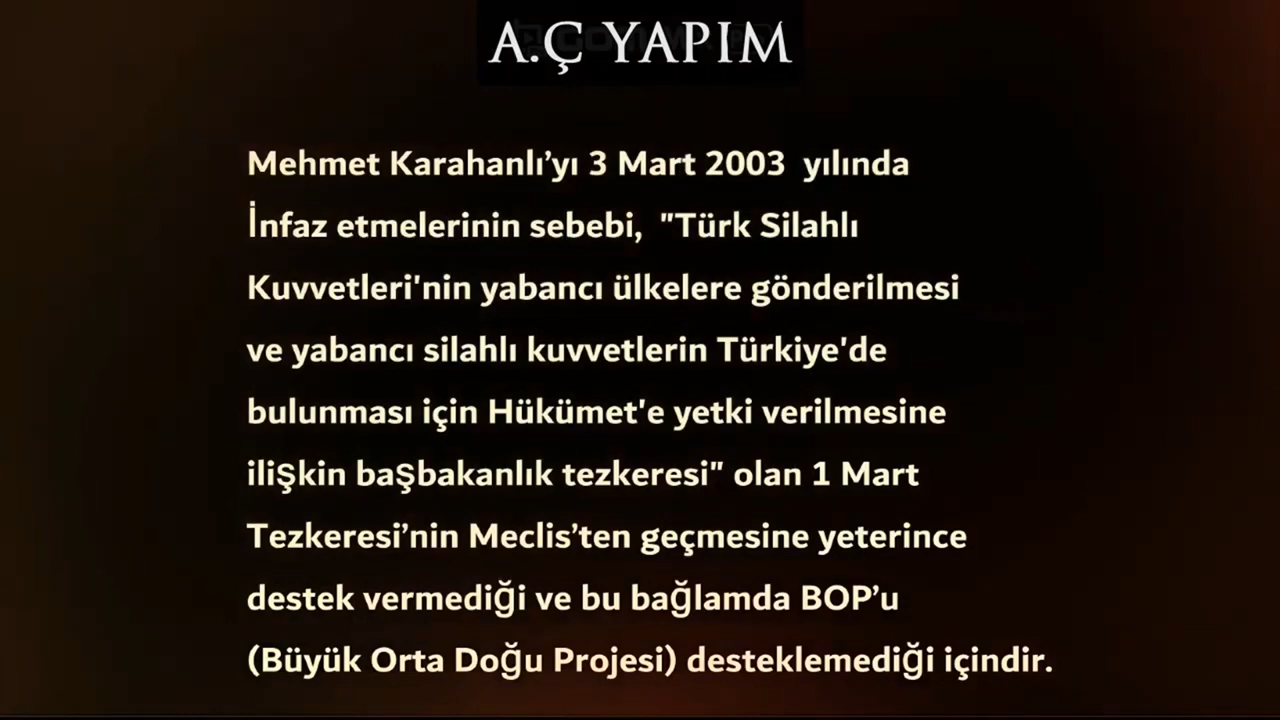 A.Ç YAPIM
Mehmet Karahanlı’yı 3 Mart 2003 yılında
İnfaz etmelerinin sebebi, "Türk Silahlı
Kuvvetleri'nin yabancı ülkelere gönderilmesi
ve yabancı silahlı kuvvetlerin Türkiye'de
bulunması için Hükümet'e yetki verilmesine
ilişkin başbakanlık tezkeresi" olan 1 Mart
Tezkeresi’nin Meclis’ten geçmesine yeterince
destek vermediği ve bu bağlamda BOP’u
(Büyük Orta Doğu Projesi) desteklemediği içindir.